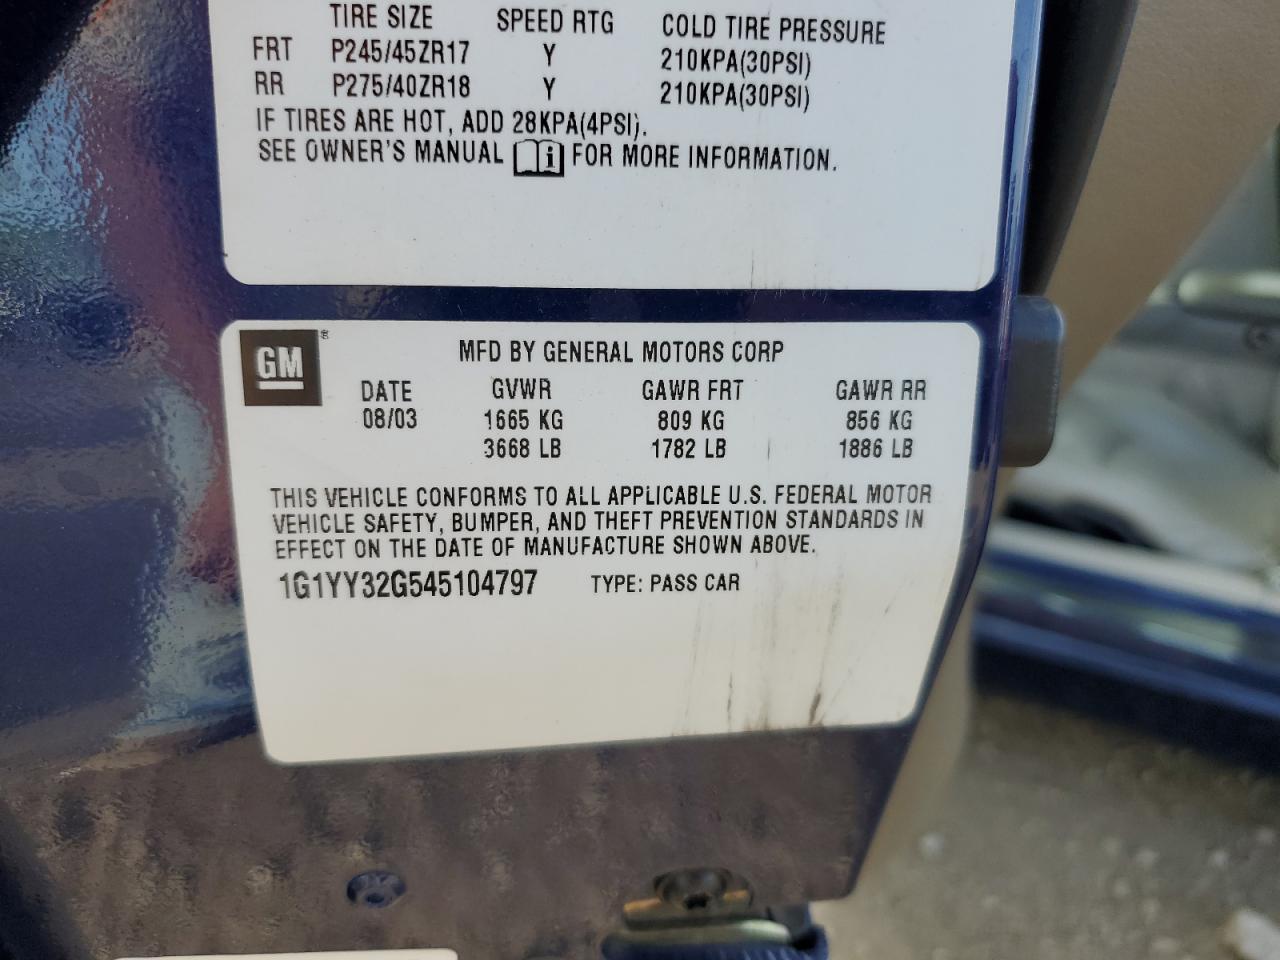 TIRE SIZE SPEED RTG COLD TIRE PRESSURE
FRT P245/45ZR17 Y 210KPA(30PSI)
RR P275/40ZR18 Y 210KPA(30PSI)
IF TIRES ARE HOT, ADD 28KPA(4PSI).
SEE OWNER'S MANUAL i FOR MORE INFORMATION.
GM ®
MFD BY GENERAL MOTORS CORP
DATE GVWR GAWR FRT GAWR RR
08/03 1665 KG 809 KG 856 KG
3668 LB 1782 LB 1886 LB
THIS VEHICLE CONFORMS TO ALL APPLICABLE U.S. FEDERAL MOTOR
VEHICLE SAFETY, BUMPER, AND THEFT PREVENTION STANDARDS IN
EFFECT ON THE DATE OF MANUFACTURE SHOWN ABOVE.
1G1YY32G545104797 TYPE: PASS CAR